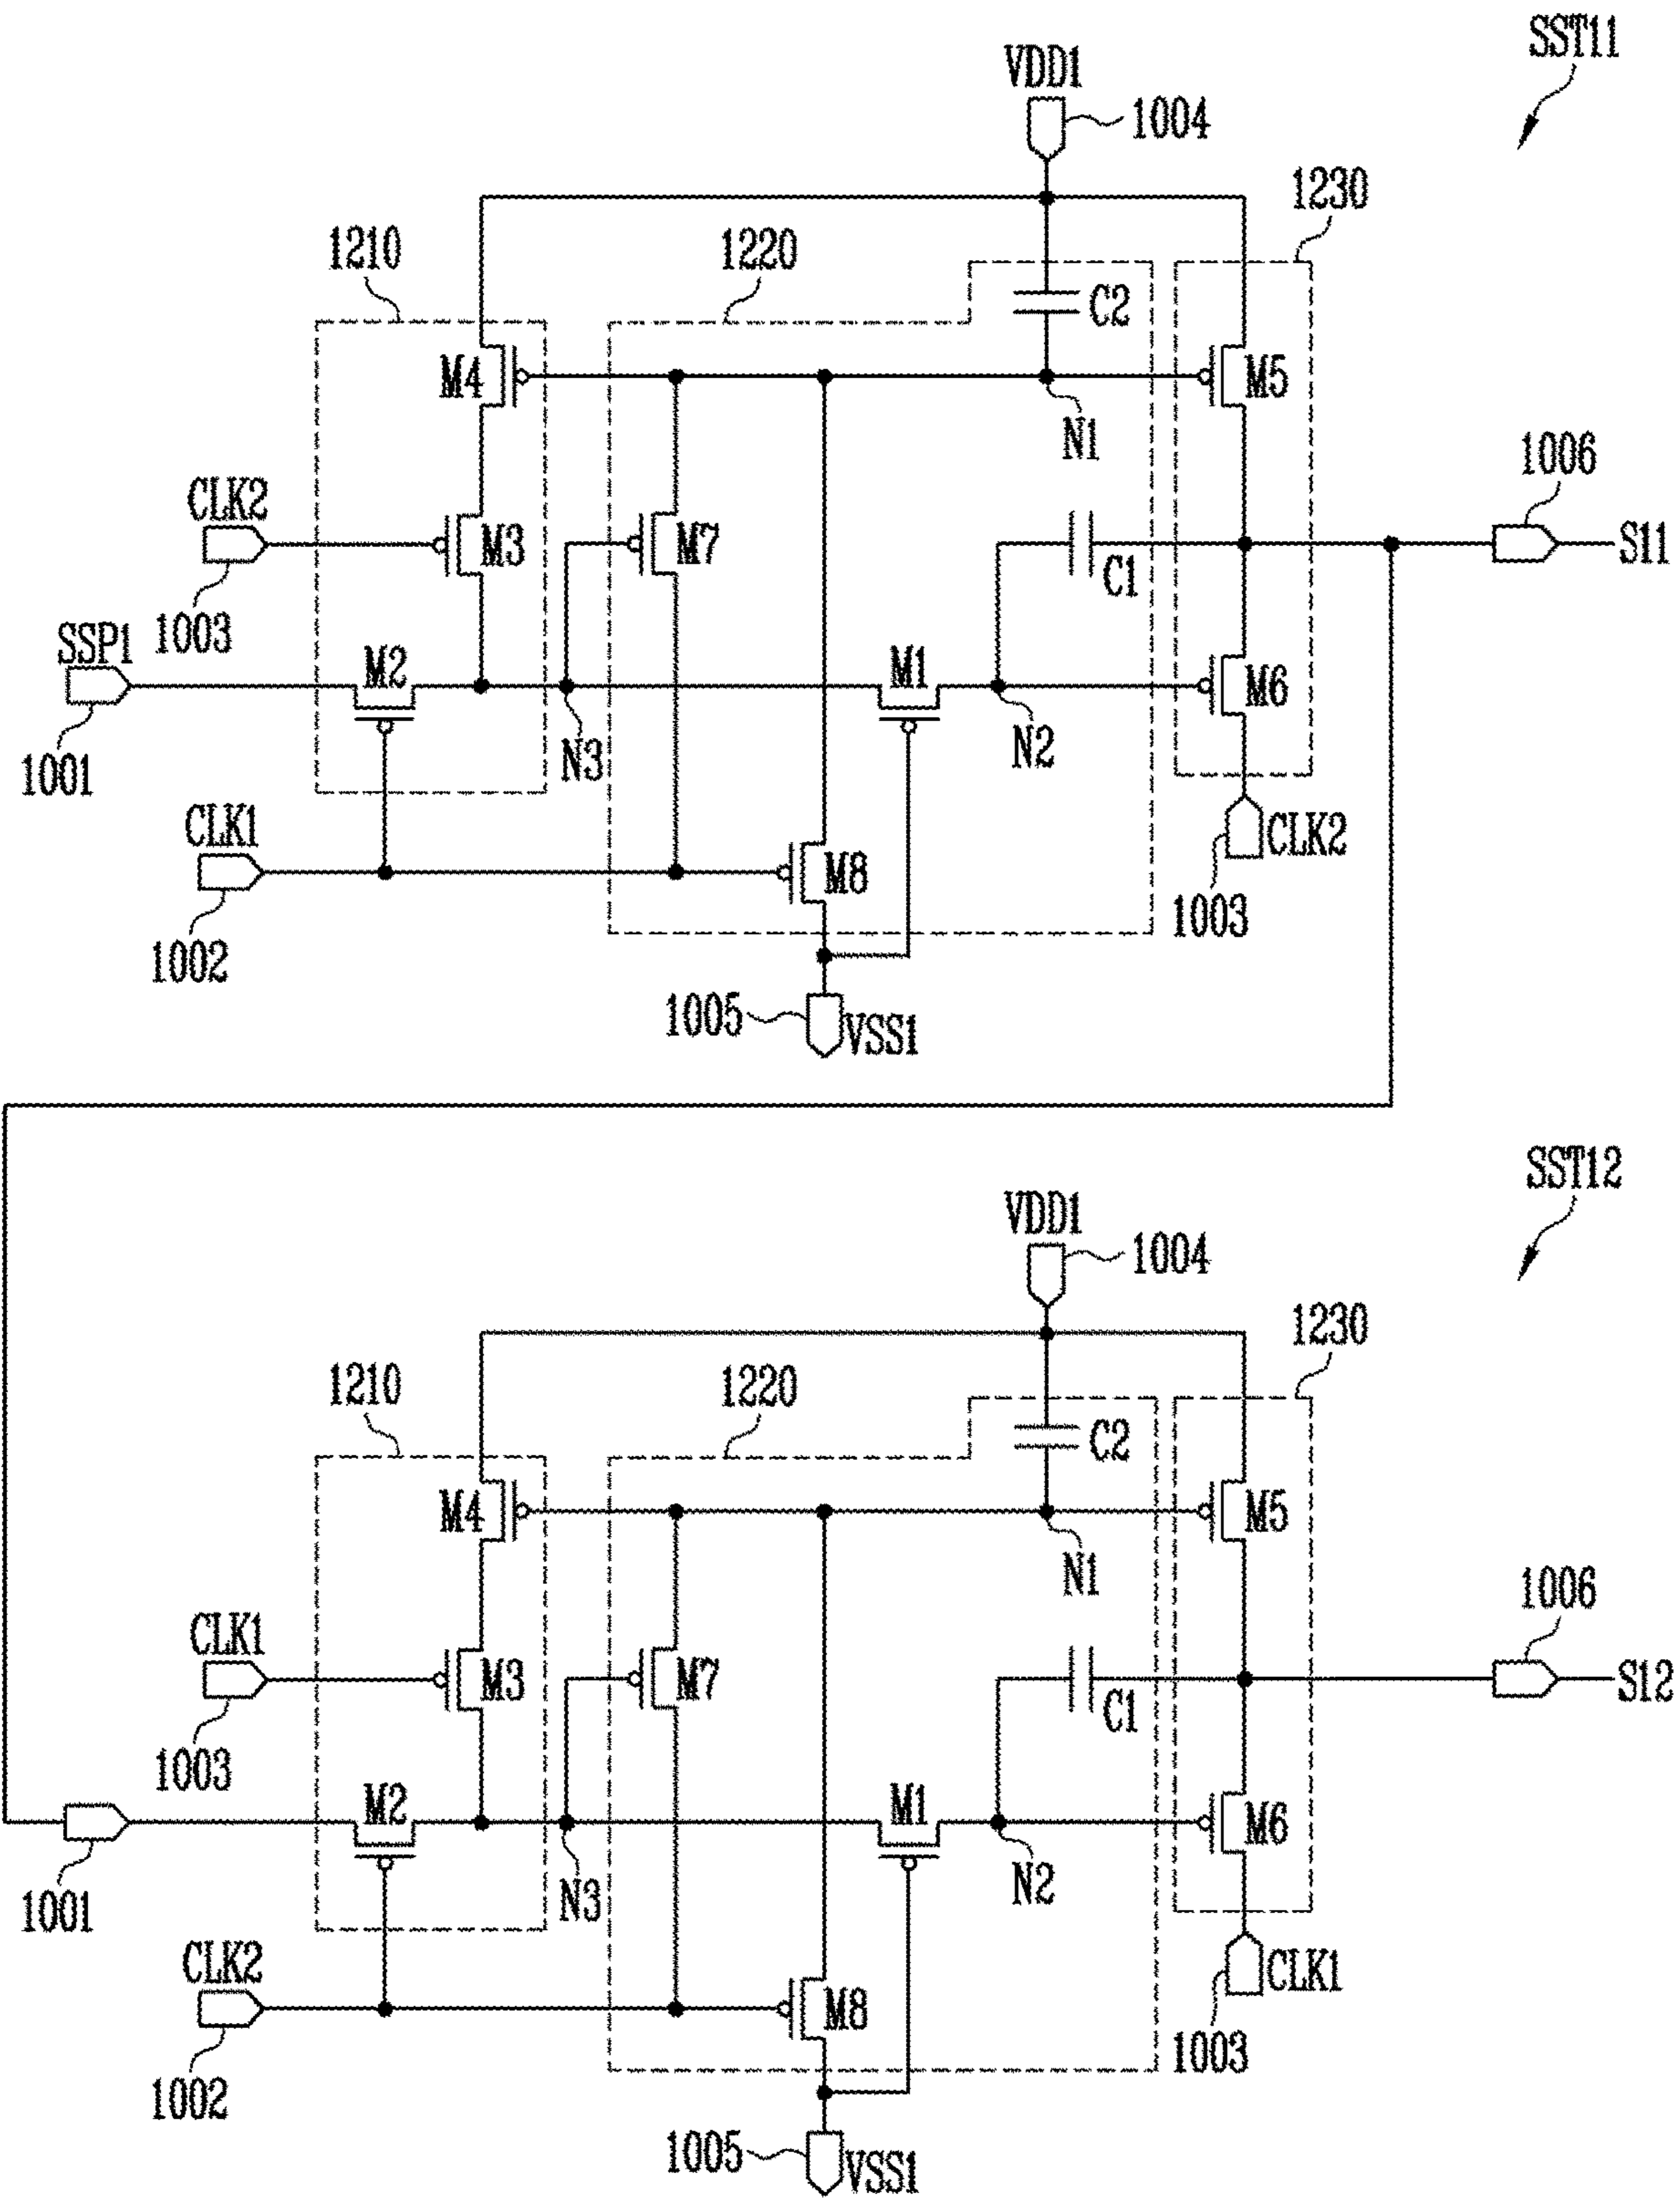 SST11
VDD1
1004
1230
1210
1220
C2
M4
M5
N1
1006
CLK2
M3
M7
S11
C1
1003
SSP1
M2
M1
M6
N3
N2
1001
CLK1
CLK2
M8
1003
1002
1005
VSS1
SST12
VDD1
1004
1230
1210
1220
C2
M4
M5
N1
1006
CLK1
M3
M7
S12
C1
1003
M2
M1
M6
N3
N2
1001
CLK2
CLK1
M8
1003
1002
1005
VSS1